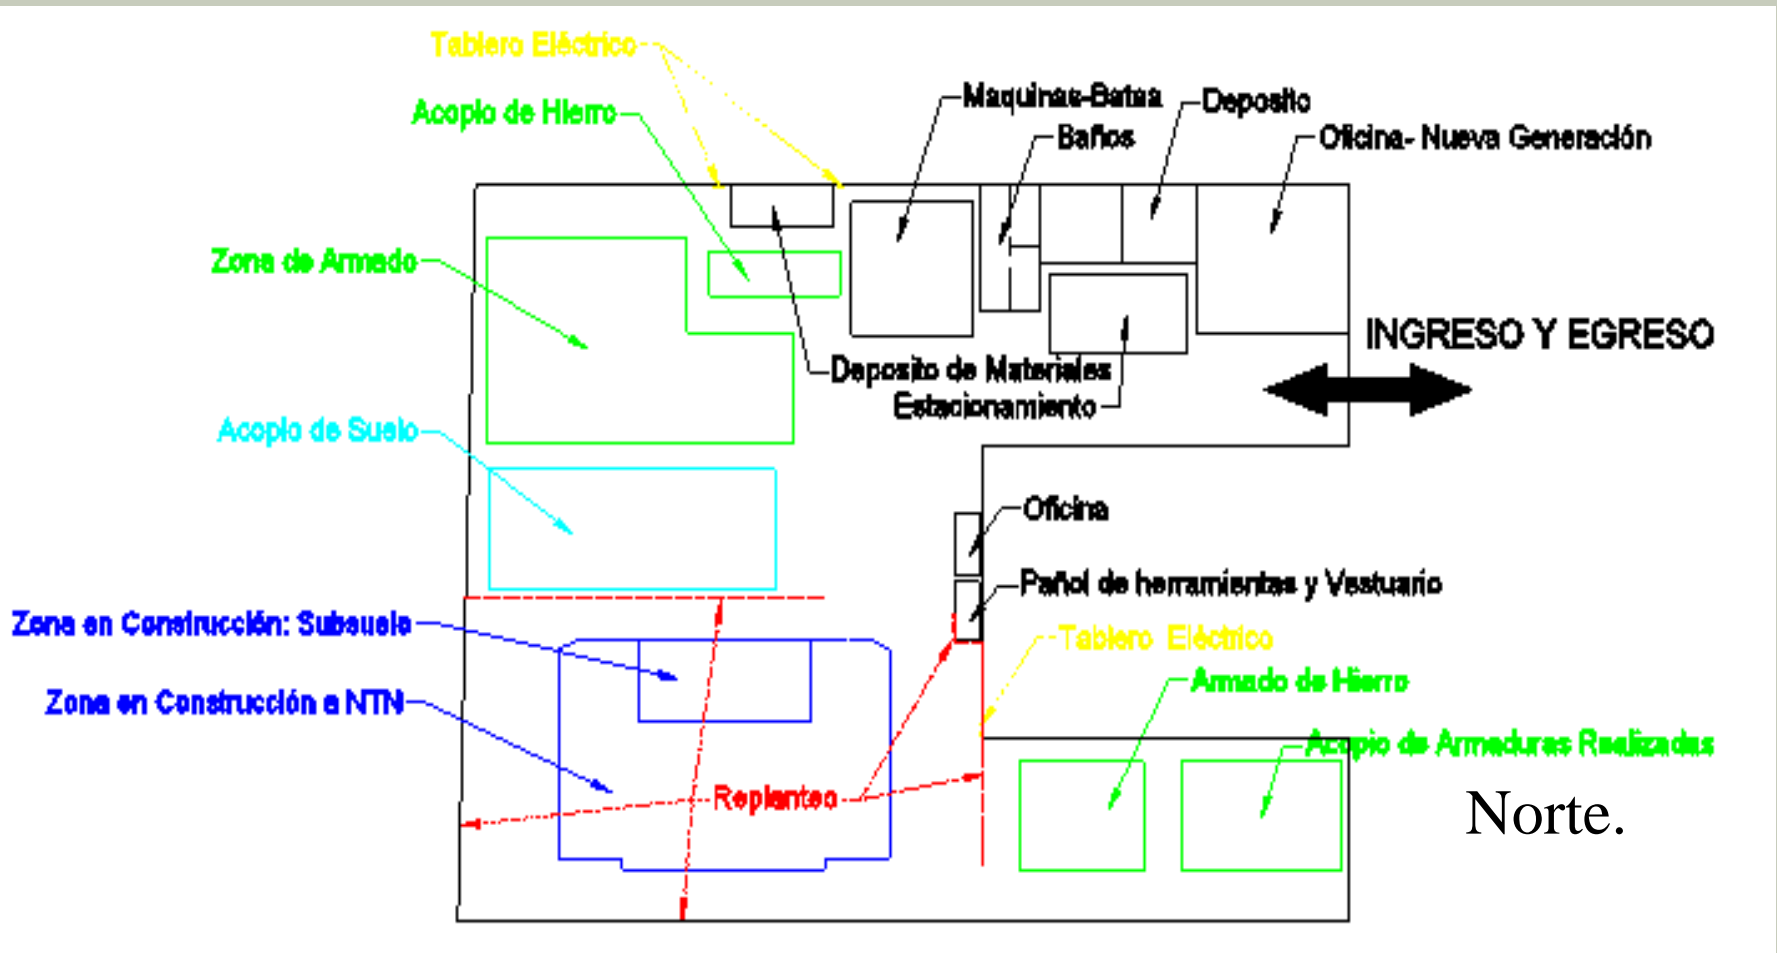 Tablero Eléctrico
Acopio de Hierro
Maquinas-Batea
Deposito
Baños
Oficina- Nueva Generación
Zona de Armado
INGRESO Y EGRESO
Deposito de Materiales
Estacionamiento
Acopio de Suelo
Oficina
Pañol de herramientas y Vestuario
Zona en Construcción: Subsuelo
Tablero Eléctrico
Armado de Hierro
Zona en Construcción a NTN
Acopio de Armaduras Realizadas
Replanteo
Norte.